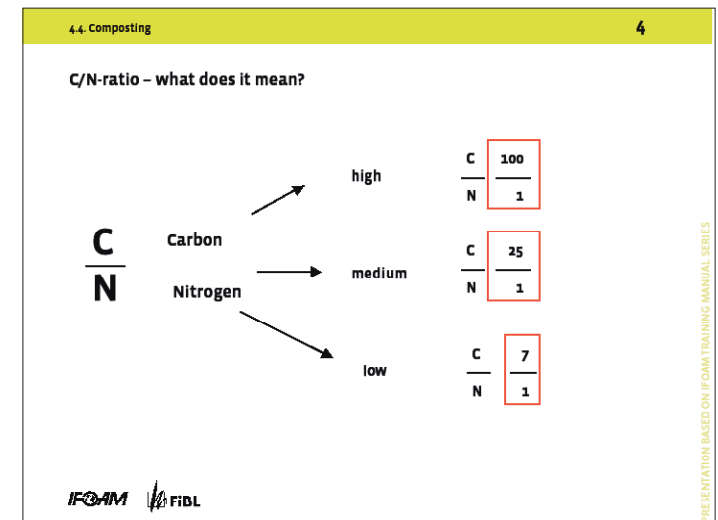 4.4. Composting
4
C/N-ratio – what does it mean?
C
N
Carbon
Nitrogen
high
C
N
100
1
medium
C
N
25
1
low
C
N
7
1
IFOAM
FiBL
PRESENTATION BASED ON IFOAM TRAINING MANUAL SERIES